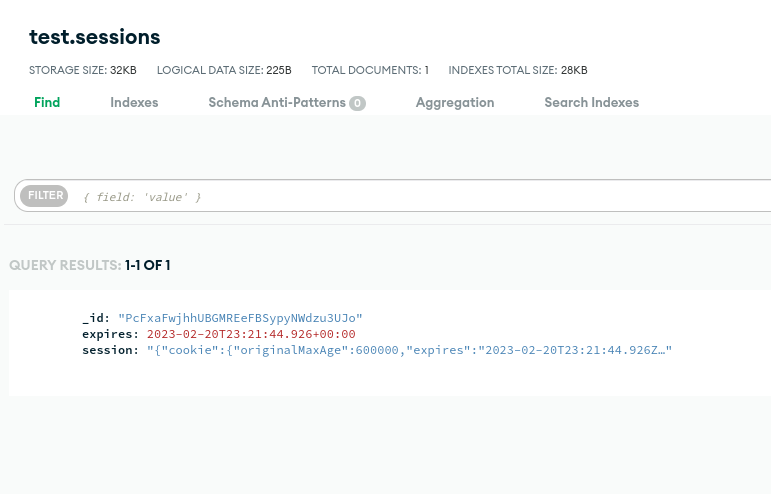 test.sessions
STORAGE SIZE: 32KB LOGICAL DATA SIZE: 225B TOTAL DOCUMENTS: 1 INDEXES TOTAL SIZE: 28KB
Find Indexes Schema Anti-Patterns 0 Aggregation Search Indexes
FILTER { field: 'value' }
QUERY RESULTS: 1-1 OF 1
_id: "PcFxaFwjhhUBGMREeFBSypyNWdzu3UJo"
expires: 2023-02-20T23:21:44.926+00:00
session: "{"cookie":{"originalMaxAge":600000,"expires":"2023-02-20T23:21:44.926Z…"